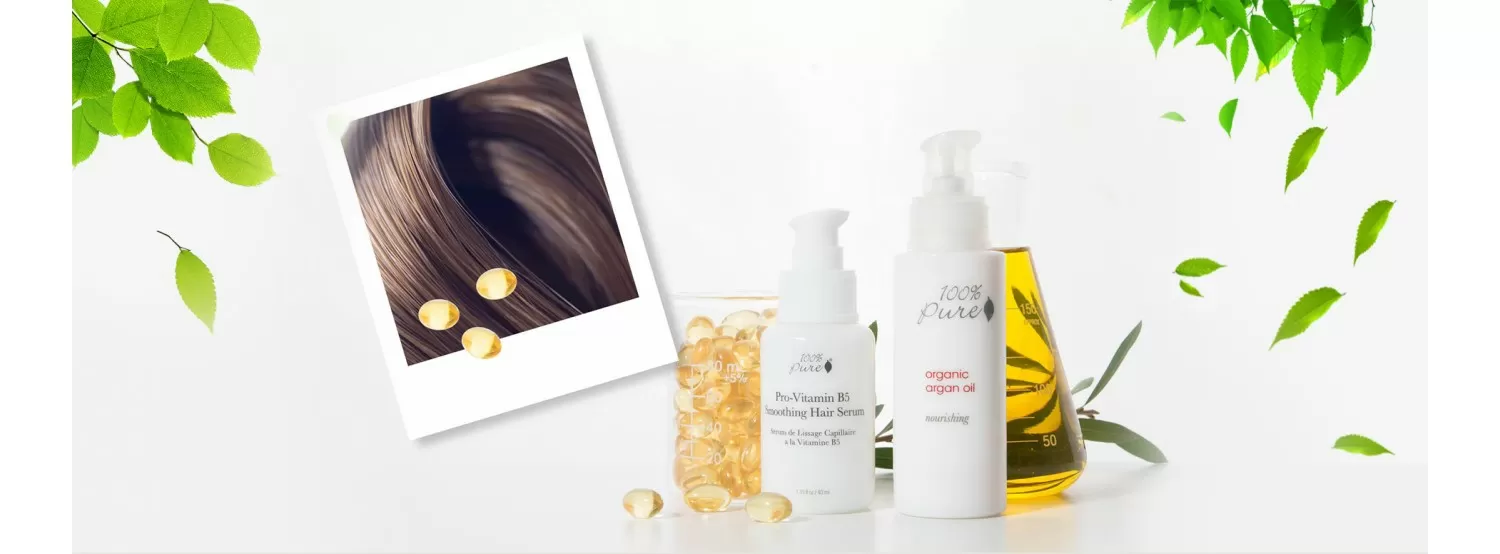 100%
Pure
Pro-Vitamin B5
Smoothing Hair Serum
Sérum de Lissage Capillaire
a la Vitamine B5
100%
Pure
organic
argan oil
nourishing
50